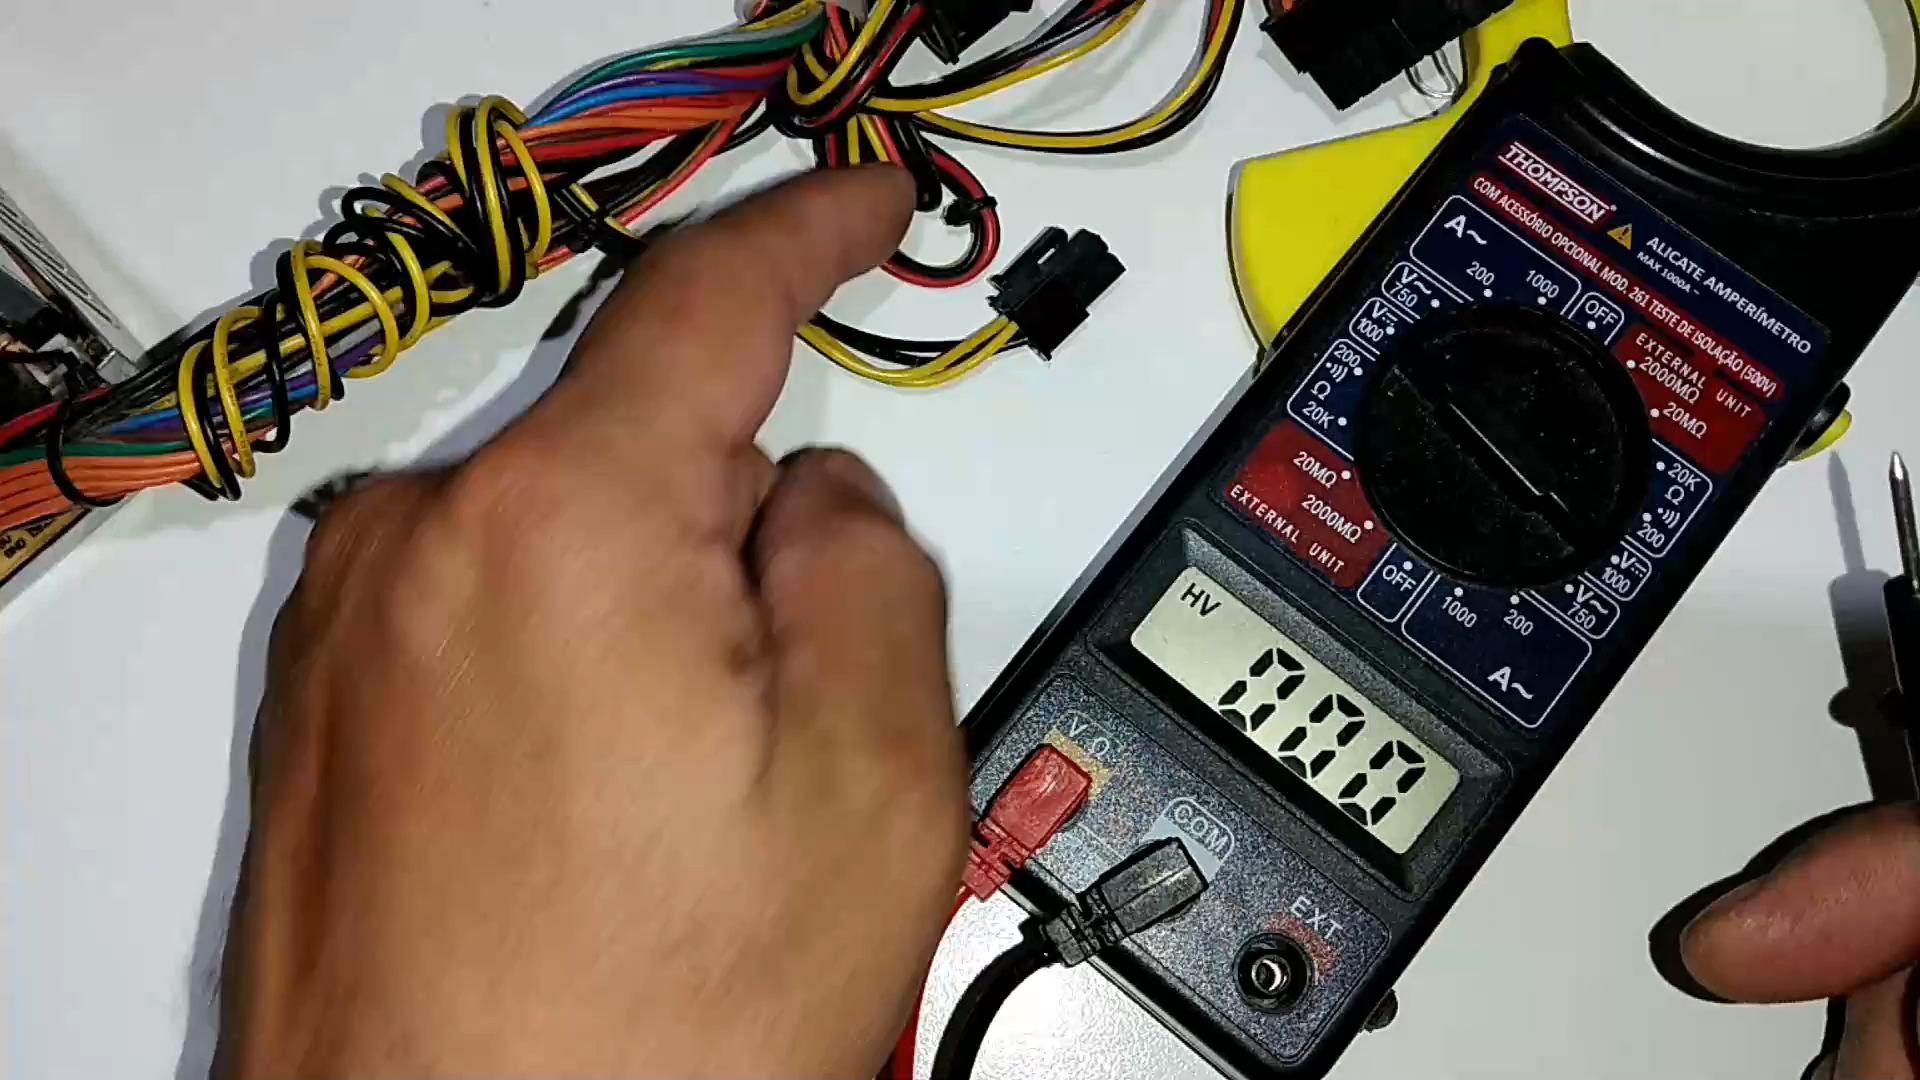 THOMPSON
ALICATE AMPERÍMETRO
MAX 1000A~
COM ACESSÓRIO OPCIONAL MOD. 261 TESTE DE ISOLAÇÃO (500V)
A~
200
1000
OFF
V~
750
V
1000
200
Ω
20K
EXTERNAL UNIT
2000MΩ
20MΩ
20K
Ω
200
V
1000
V~
750
20MΩ
2000MΩ
EXTERNAL UNIT
OFF
1000
200
A~
HV
000
V Ω
COM
EXT
GND